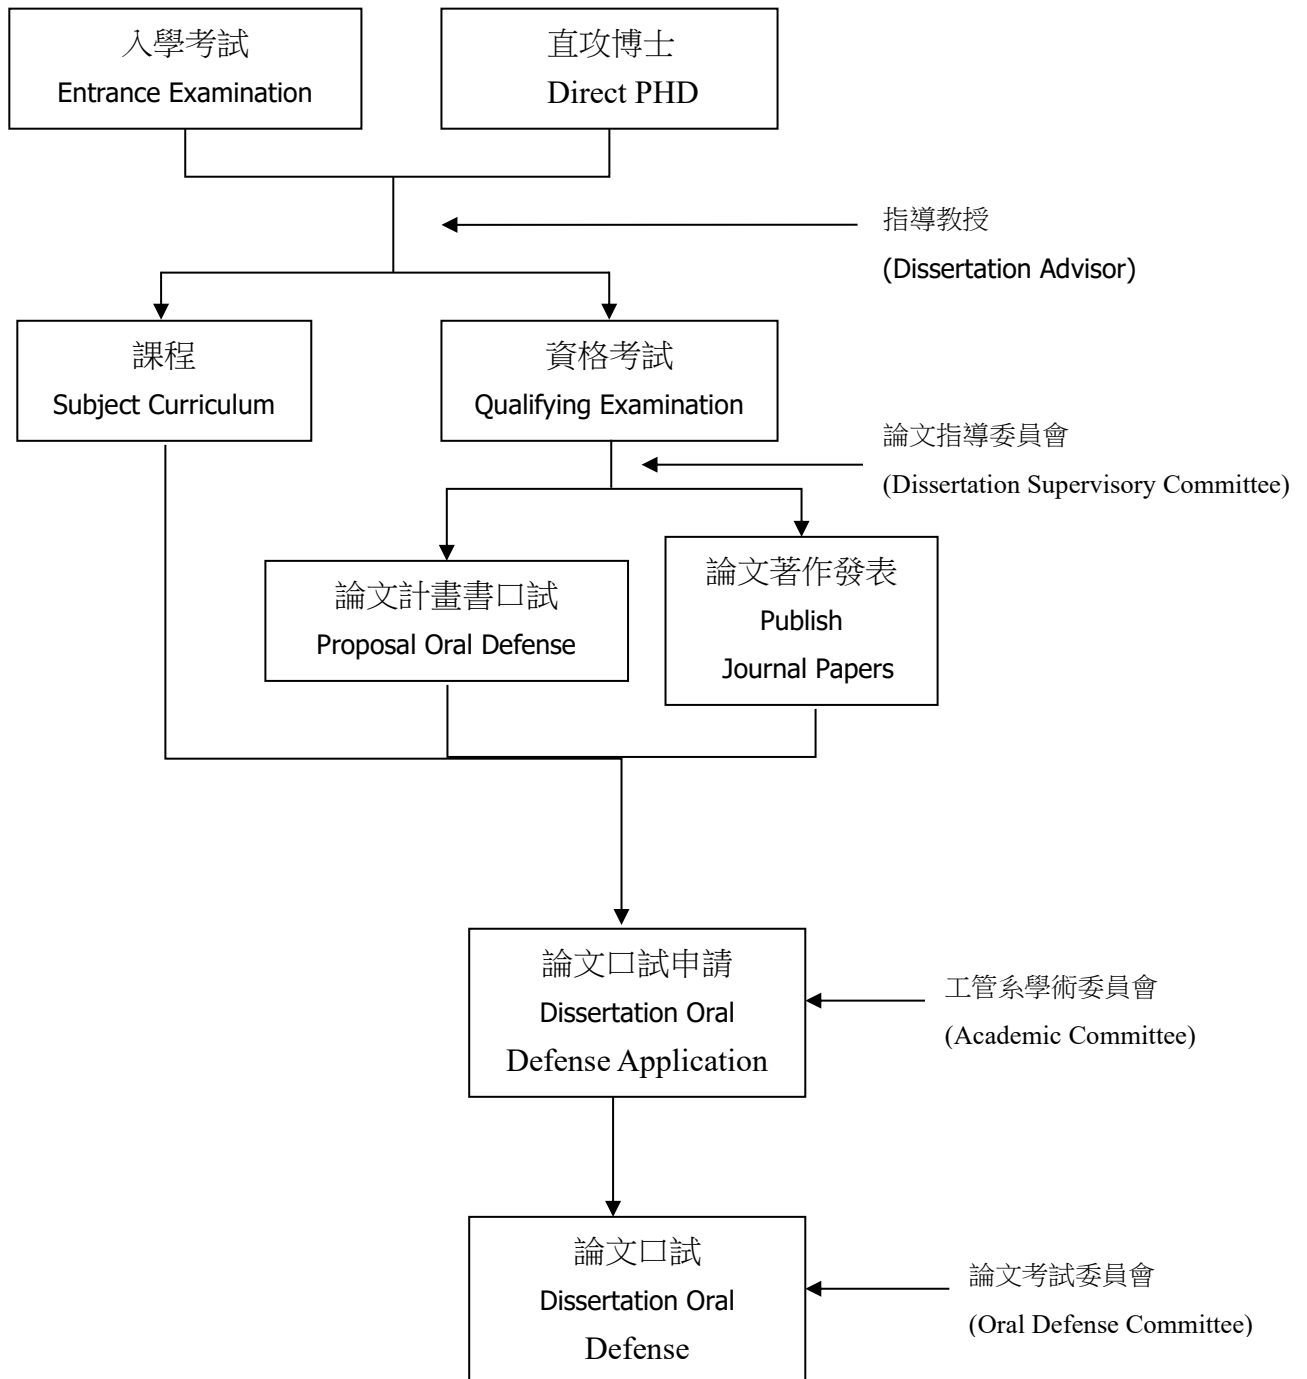 入學考試
Entrance Examination
直攻博士
Direct PHD
指導教授
(Dissertation Advisor)
課程
Subject Curriculum
資格考試
Qualifying Examination
論文指導委員會
(Dissertation Supervisory Committee)
論文計畫書口試
Proposal Oral Defense
論文著作發表
Publish
Journal Papers
論文口試申請
Dissertation Oral
Defense Application
工管系學術委員會
(Academic Committee)
論文口試
Dissertation Oral
Defense
論文考試委員會
(Oral Defense Committee)